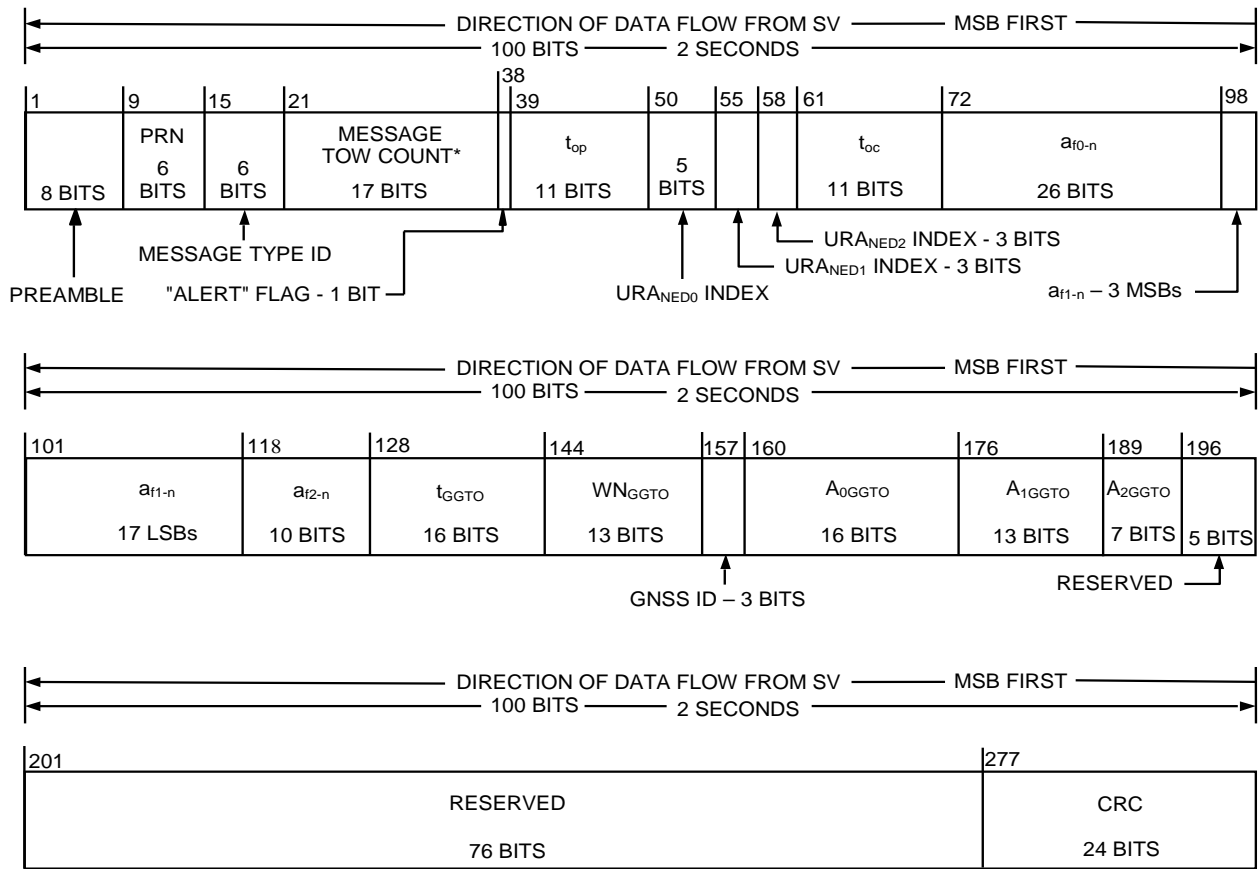 DIRECTION OF DATA FLOW FROM SV MSB FIRST
100 BITS 2 SECONDS
1 9 15 21 38 39 50 55 58 61 72 98
PRN MESSAGE
TOW COUNT* t_op t_oc a_f0-n
8 BITS 6 BITS 6 BITS 17 BITS 11 BITS 5 BITS 11 BITS 26 BITS
MESSAGE TYPE ID
URA_NED2 INDEX - 3 BITS
URA_NED1 INDEX - 3 BITS
PREAMBLE "ALERT" FLAG - 1 BIT URA_NED0 INDEX a_f1-n – 3 MSBs
DIRECTION OF DATA FLOW FROM SV MSB FIRST
100 BITS 2 SECONDS
101 118 128 144 157 160 176 189 196
a_f1-n a_f2-n t_GGTO WN_GGTO A_0GGTO A_1GGTO A_2GGTO
17 LSBs 10 BITS 16 BITS 13 BITS 16 BITS 13 BITS 7 BITS 5 BITS
GNSS ID – 3 BITS RESERVED
DIRECTION OF DATA FLOW FROM SV MSB FIRST
100 BITS 2 SECONDS
201 277
RESERVED CRC
76 BITS 24 BITS